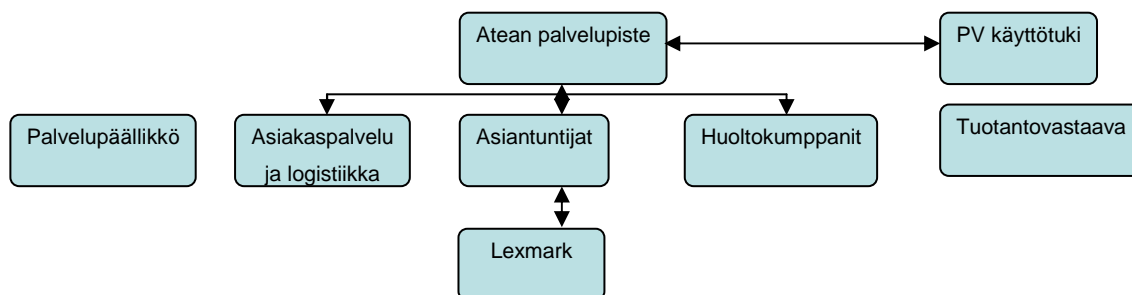 Atean palvelupiste
PV käyttötuki
Palvelupäällikkö
Asiakaspalvelu
ja logistiikka
Asiantuntijat
Huoltokumppanit
Tuotantovastaava
Lexmark